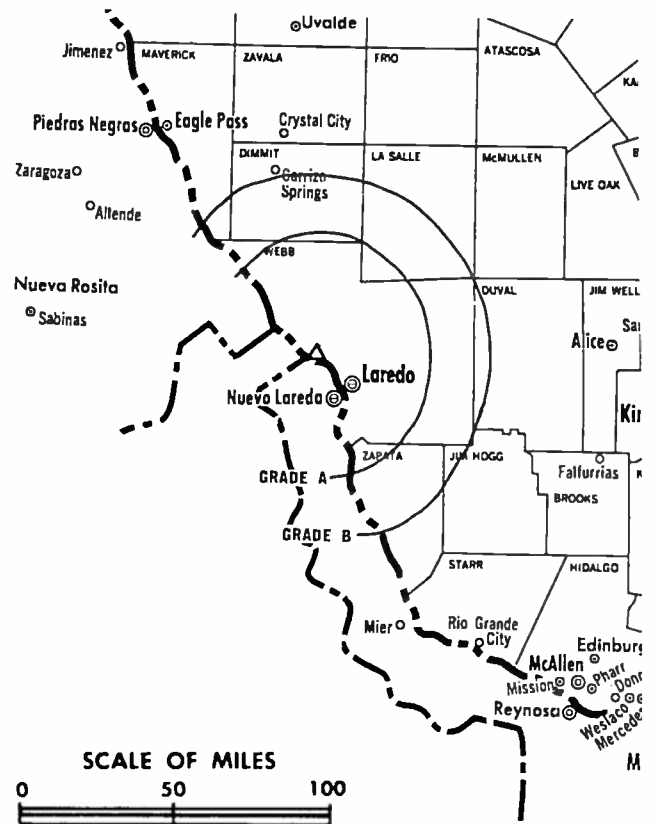 Uvalde
Jimenez
MAVERICK
ZAVALA
FRIO
ATASCOSA
Piedras Negras
Eagle Pass
Crystal City
DIMMIT
LA SALLE
McMULLEN
Zaragoza
Carrizo
Springs
LIVE OAK
Allende
WEBB
Nueva Rosita
Sabinas
DUVAL
JIM WELL
Alice
Laredo
Nuevo Laredo
ZAPATA
JIM HOGG
GRADE A
Falfurrias
BROOKS
GRADE B
STARR
HIDALGO
Mier
Rio Grande
City
Edinburg
McAllen
Mission
Pharr
Donn
Reynosa
Weslaco
Mercedes
SCALE OF MILES
0 50 100